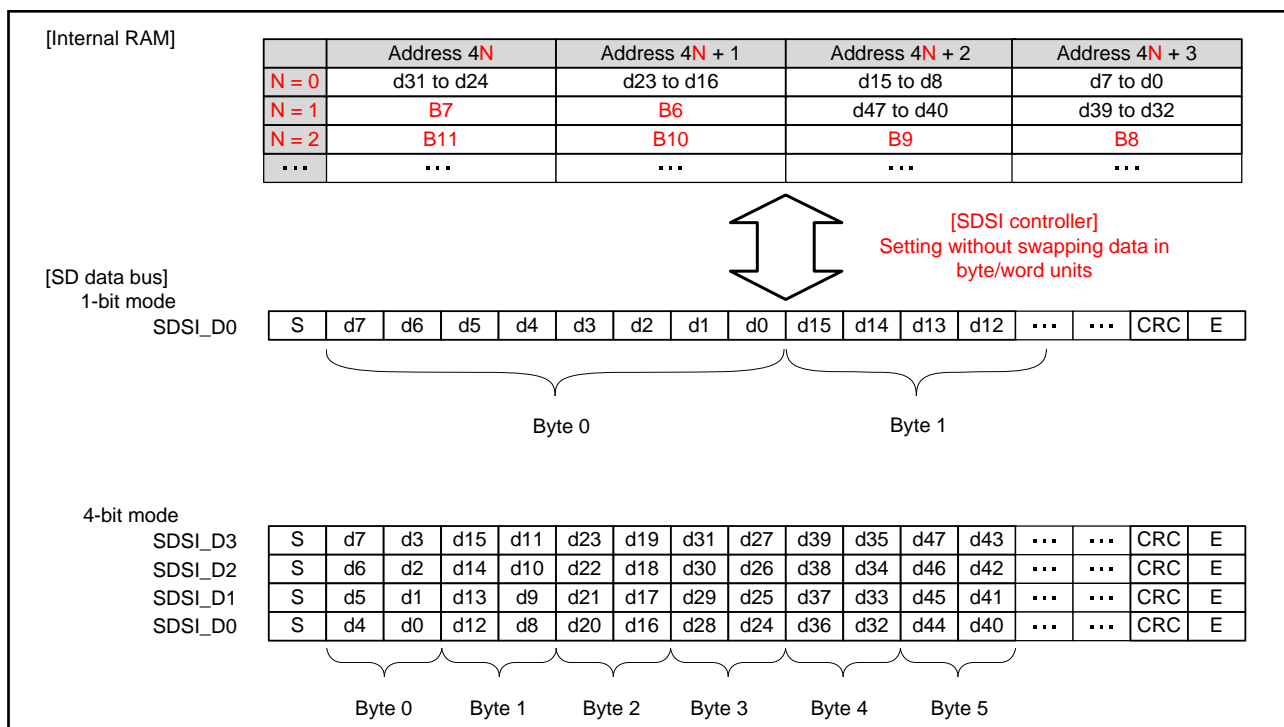 [Internal RAM]
Address 4N Address 4N + 1 Address 4N + 2 Address 4N + 3
N = 0 d31 to d24 d23 to d16 d15 to d8 d7 to d0
N = 1 B7 B6 d47 to d40 d39 to d32
N = 2 B11 B10 B9 B8
... ... ... ... ...
[SDSI controller]
Setting without swapping data in
byte/word units
[SD data bus]
1-bit mode
SDSI_D0 S d7 d6 d5 d4 d3 d2 d1 d0 d15 d14 d13 d12 ... ... CRC E
Byte 0 Byte 1
4-bit mode
SDSI_D3 S d7 d3 d15 d11 d23 d19 d31 d27 d39 d35 d47 d43 ... ... CRC E
SDSI_D2 S d6 d2 d14 d10 d22 d18 d30 d26 d38 d34 d46 d42 ... ... CRC E
SDSI_D1 S d5 d1 d13 d9 d21 d17 d29 d25 d37 d33 d45 d41 ... ... CRC E
SDSI_D0 S d4 d0 d12 d8 d20 d16 d28 d24 d36 d32 d44 d40 ... ... CRC E
Byte 0 Byte 1 Byte 2 Byte 3 Byte 4 Byte 5